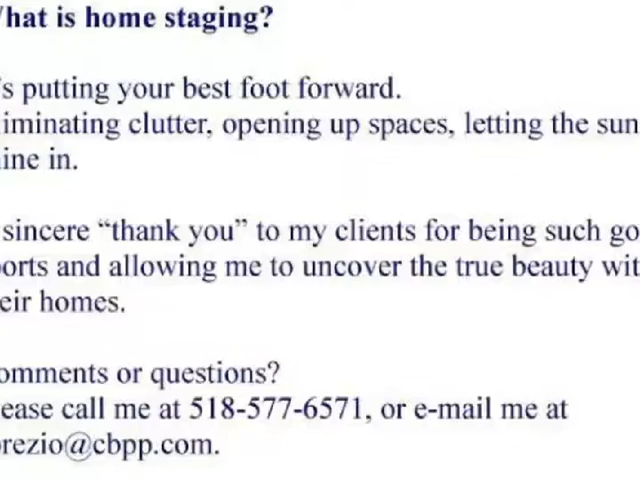 hat is home staging?
's putting your best foot forward.
iminating clutter, opening up spaces, letting the sun
ine in.
sincere “thank you” to my clients for being such go
orts and allowing me to uncover the true beauty wit
eir homes.
omments or questions?
ease call me at 518-577-6571, or e-mail me at
rezio@cbpp.com.